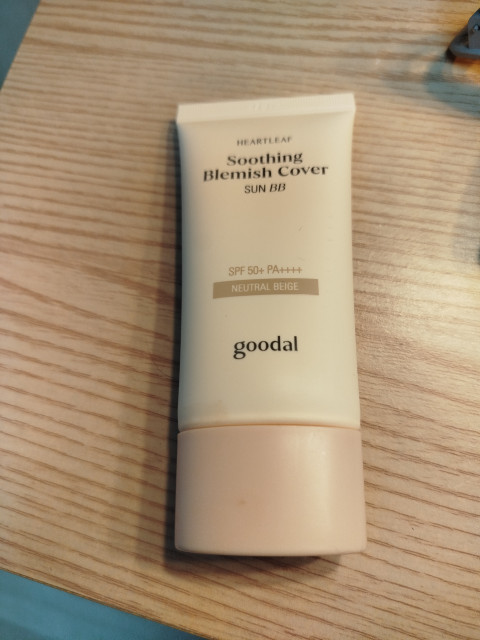 HEARTLEAF
Soothing
Blemish Cover
SUN BB
SPF 50+ PA++++
NEUTRAL BEIGE
goodal